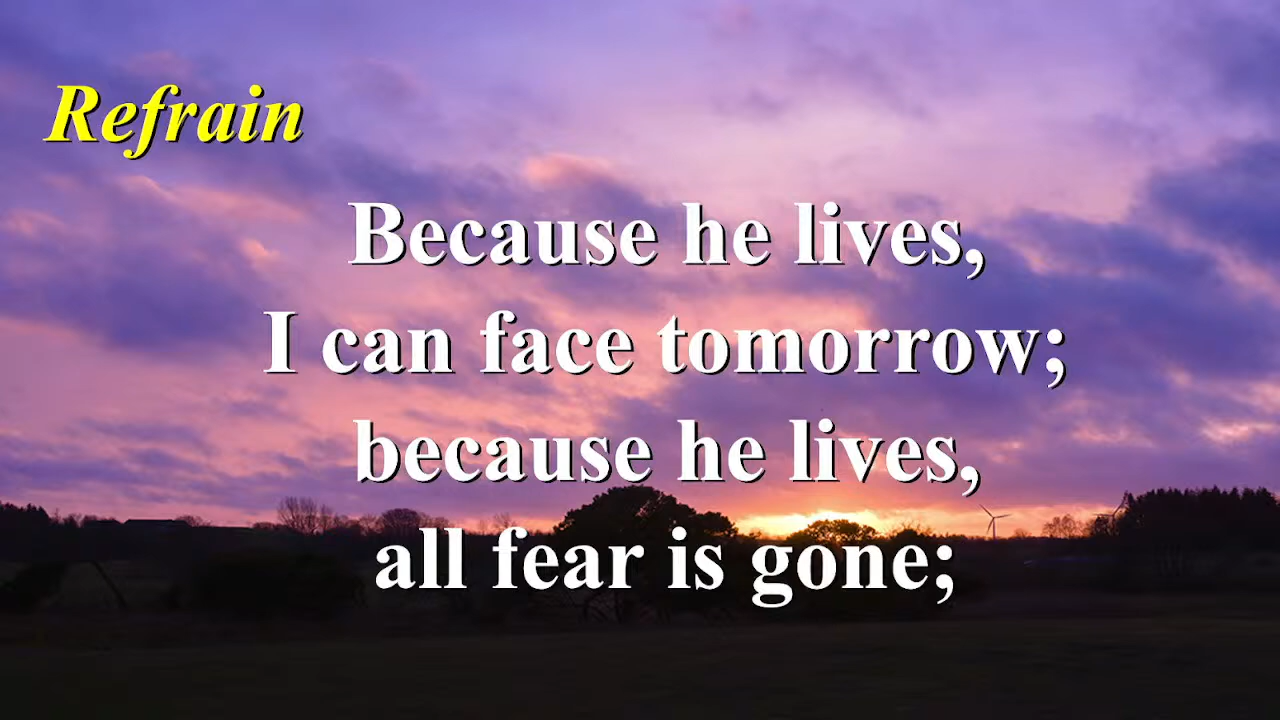 Refrain
Because he lives,
I can face tomorrow;
because he lives,
all fear is gone;